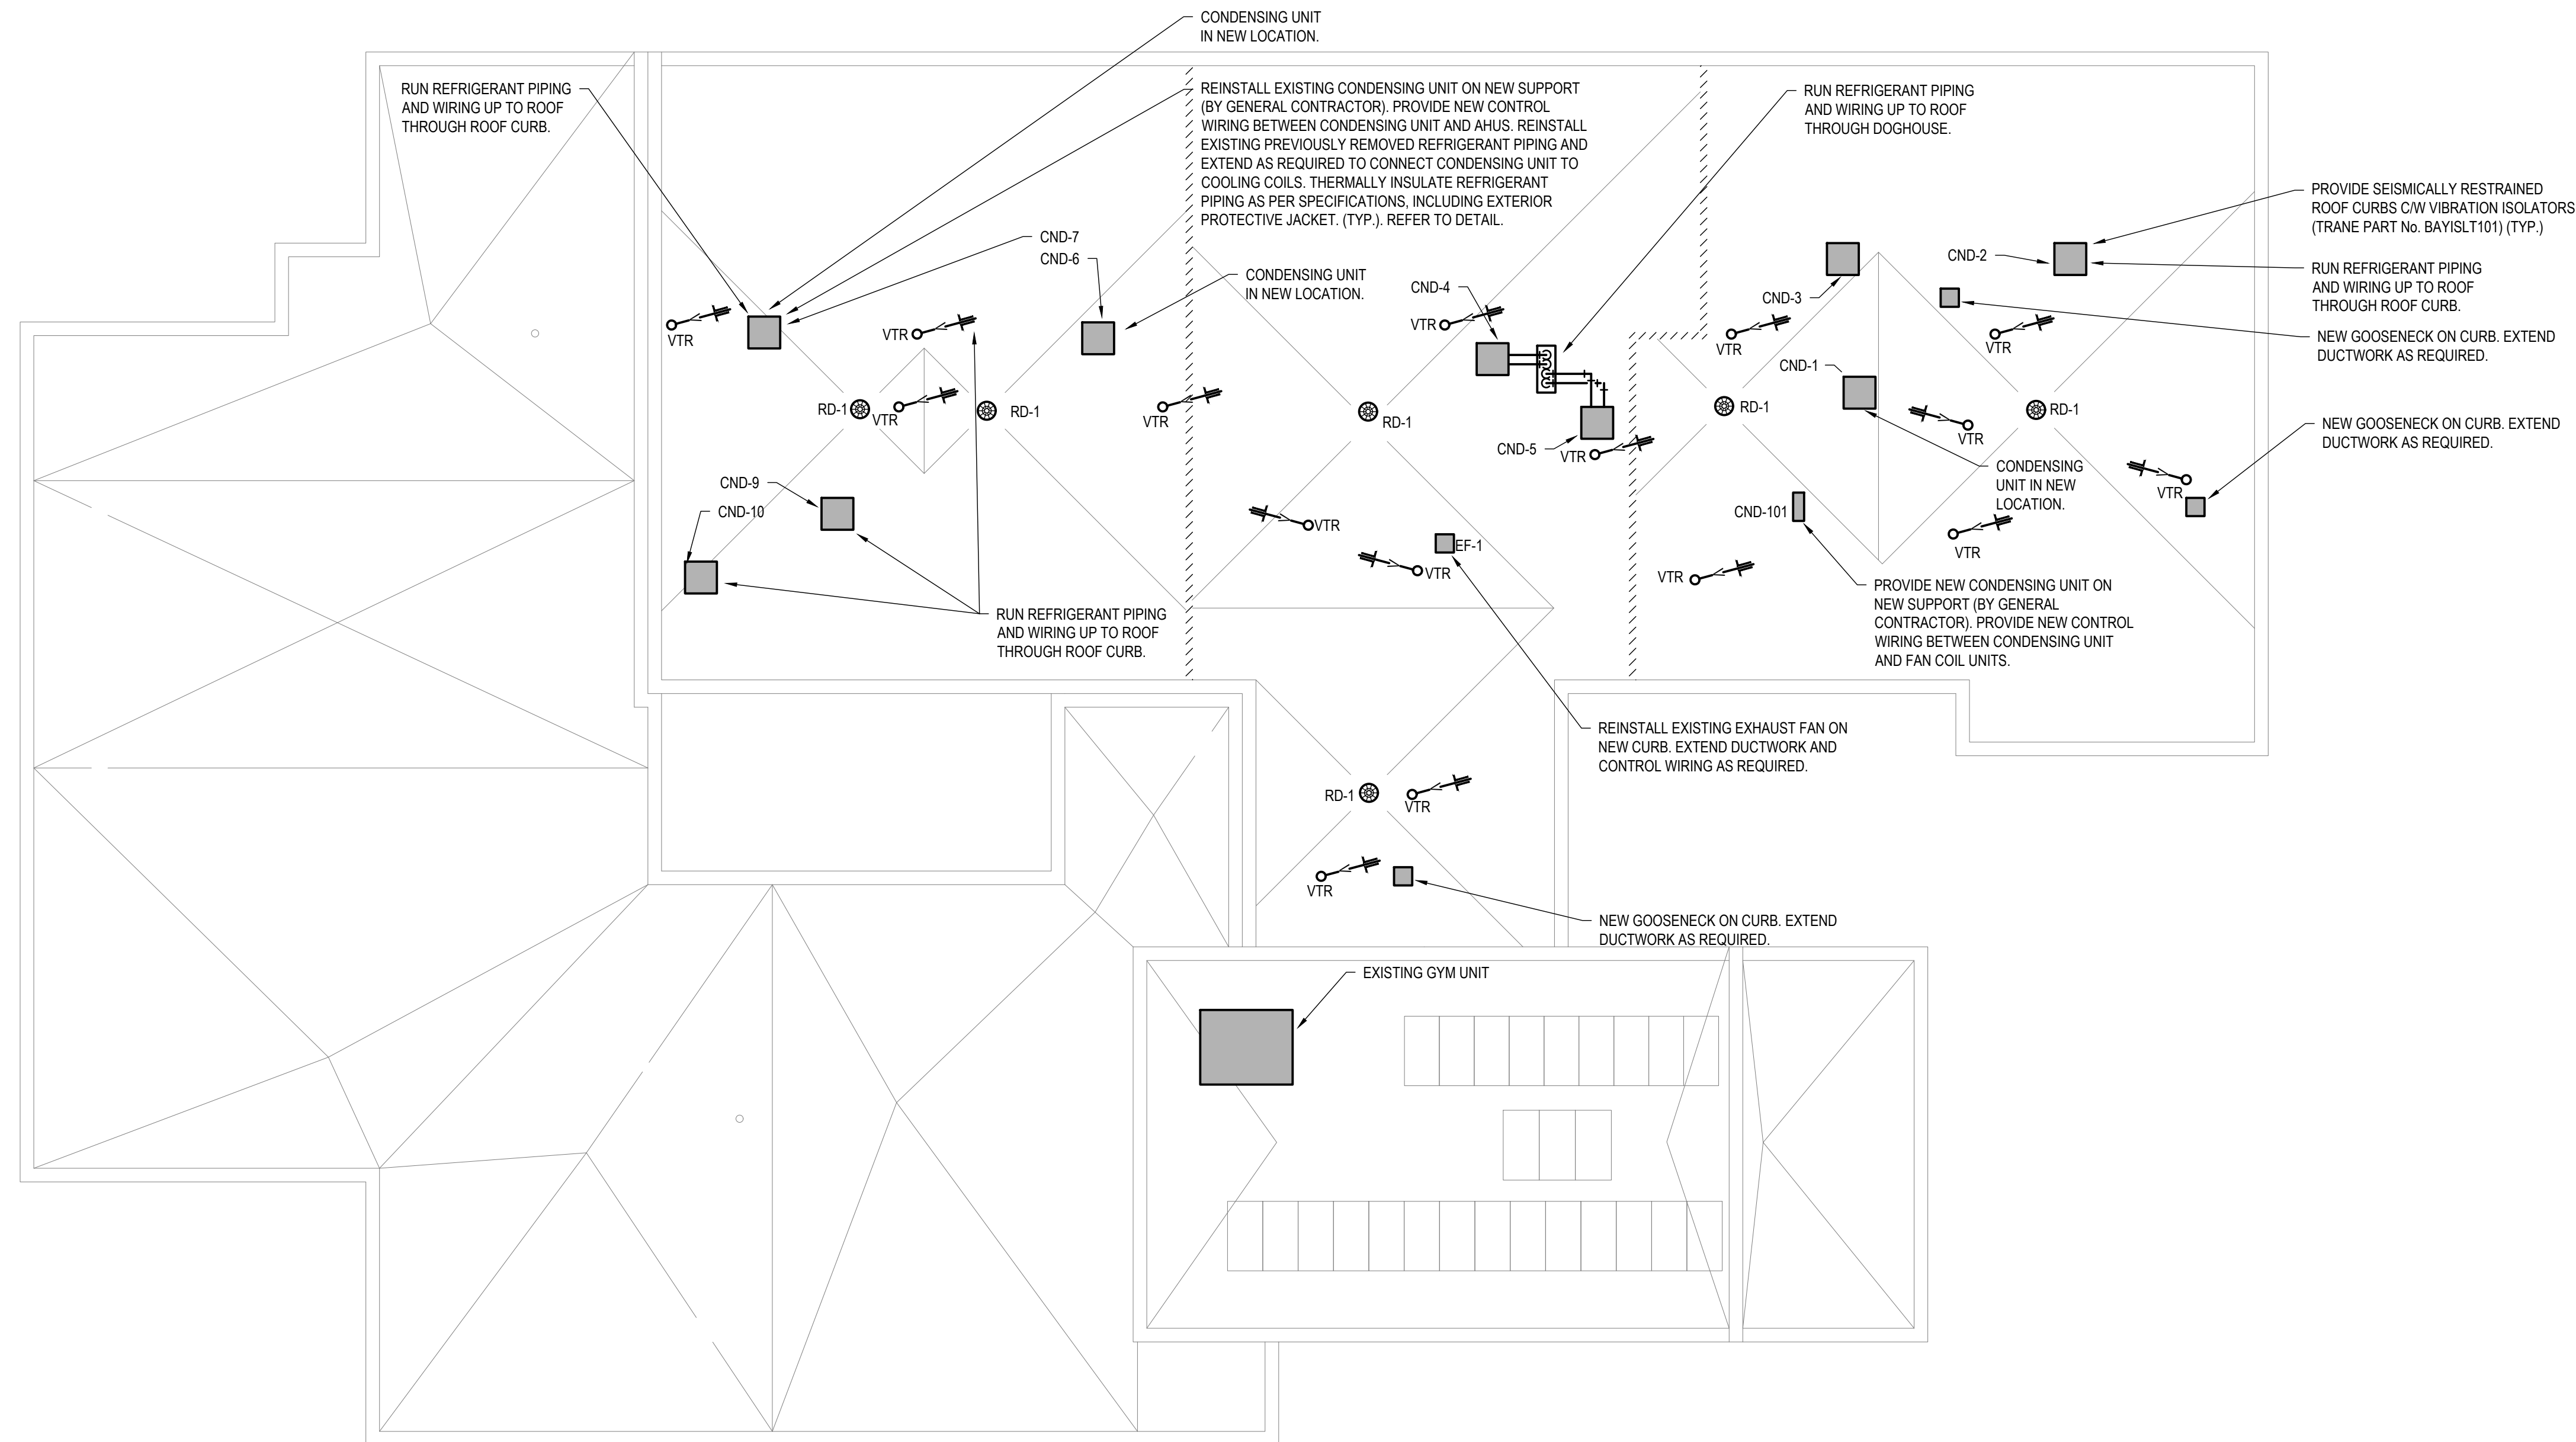 CONDENSING UNIT
IN NEW LOCATION.
RUN REFRIGERANT PIPING
AND WIRING UP TO ROOF
THROUGH ROOF CURB.
REINSTALL EXISTING CONDENSING UNIT ON NEW SUPPORT
(BY GENERAL CONTRACTOR). PROVIDE NEW CONTROL
WIRING BETWEEN CONDENSING UNIT AND AHUS. REINSTALL
EXISTING PREVIOUSLY REMOVED REFRIGERANT PIPING AND
EXTEND AS REQUIRED TO CONNECT CONDENSING UNIT TO
COOLING COILS. THERMALLY INSULATE REFRIGERANT
PIPING AS PER SPECIFICATIONS, INCLUDING EXTERIOR
PROTECTIVE JACKET. (TYP.). REFER TO DETAIL.
RUN REFRIGERANT PIPING
AND WIRING UP TO ROOF
THROUGH DOGHOUSE.
PROVIDE SEISMICALLY RESTRAINED
ROOF CURBS C/W VIBRATION ISOLATORS
(TRANE PART No. BAYISLT101) (TYP.)
CND-7
CND-6
CND-2
RUN REFRIGERANT PIPING
AND WIRING UP TO ROOF
THROUGH ROOF CURB.
CONDENSING UNIT
IN NEW LOCATION.
CND-4
CND-3
VTR
VTR
VTR
VTR
VTR
NEW GOOSENECK ON CURB. EXTEND
DUCTWORK AS REQUIRED.
CND-1
RD-1
VTR
RD-1
VTR
RD-1
RD-1
RD-1
VTR
NEW GOOSENECK ON CURB. EXTEND
DUCTWORK AS REQUIRED.
CND-5
VTR
CONDENSING
UNIT IN NEW
LOCATION.
CND-9
CND-10
VTR
CND-101
VTR
EF-1
VTR
VTR
VTR
RUN REFRIGERANT PIPING
AND WIRING UP TO ROOF
THROUGH ROOF CURB.
PROVIDE NEW CONDENSING UNIT ON
NEW SUPPORT (BY GENERAL
CONTRACTOR). PROVIDE NEW CONTROL
WIRING BETWEEN CONDENSING UNIT
AND FAN COIL UNITS.
REINSTALL EXISTING EXHAUST FAN ON
NEW CURB. EXTEND DUCTWORK AND
CONTROL WIRING AS REQUIRED.
RD-1
VTR
VTR
NEW GOOSENECK ON CURB. EXTEND
DUCTWORK AS REQUIRED.
EXISTING GYM UNIT